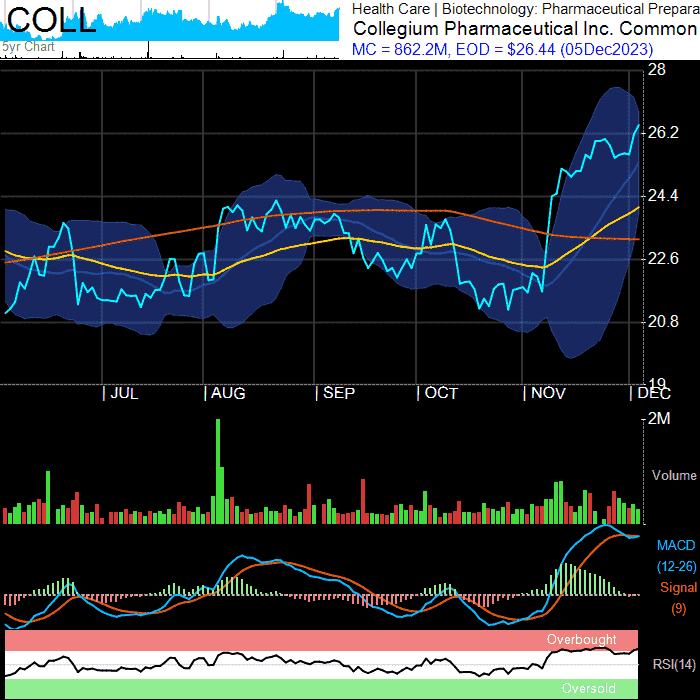 COLL
5yr Chart
Health Care | Biotechnology: Pharmaceutical Prepara
Collegium Pharmaceutical Inc. Common
MC = 862.2M, EOD = $26.44 (05Dec2023)
28
26.2
24.4
22.6
20.8
19
| JUL | AUG | SEP | OCT | NOV | DEC
2M
Volume
MACD
(12-26)
Signal
(9)
Overbought
RSI(14)
Oversold